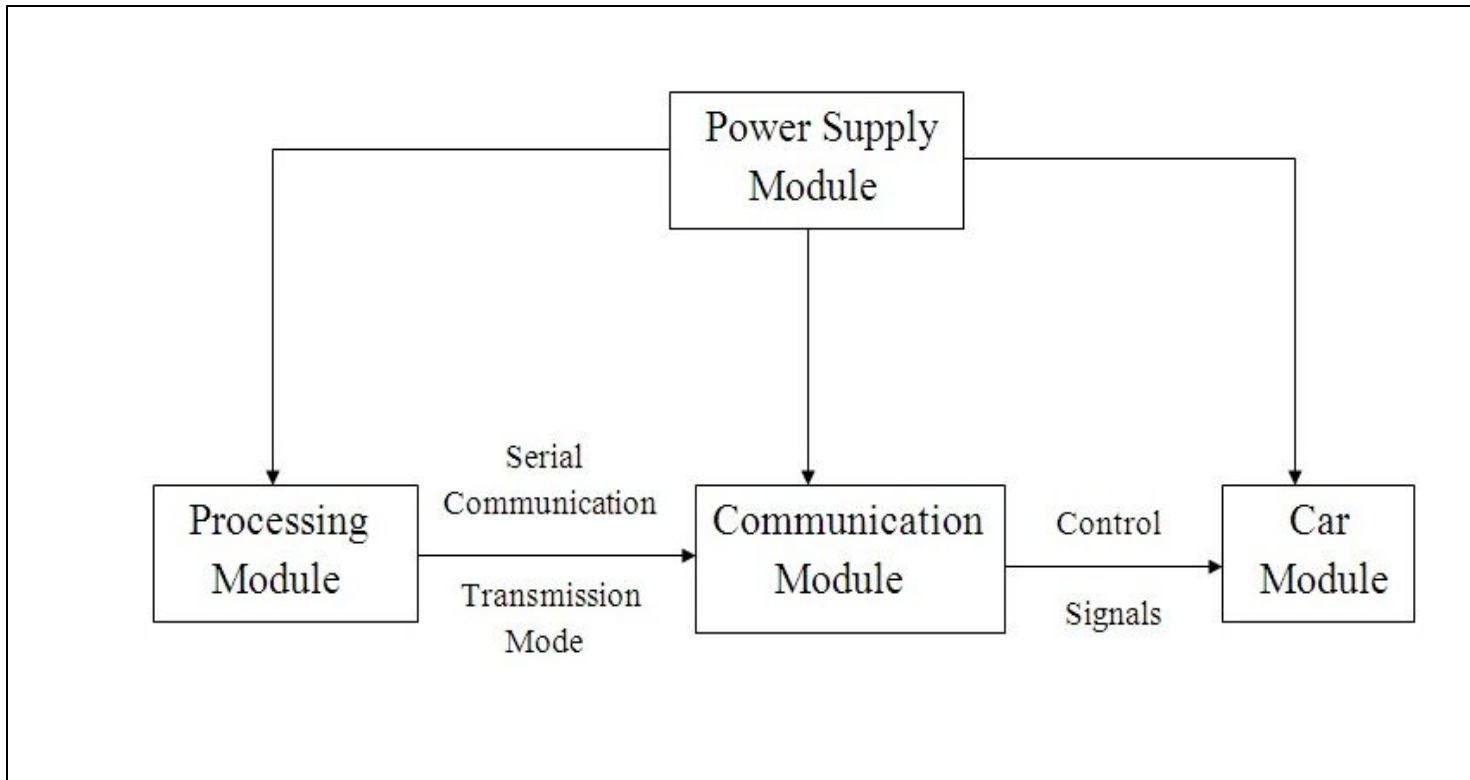 Power Supply
Module
Serial
Communication
Processing
Module
Transmission
Mode
Communication
Module
Control
Signals
Car
Module